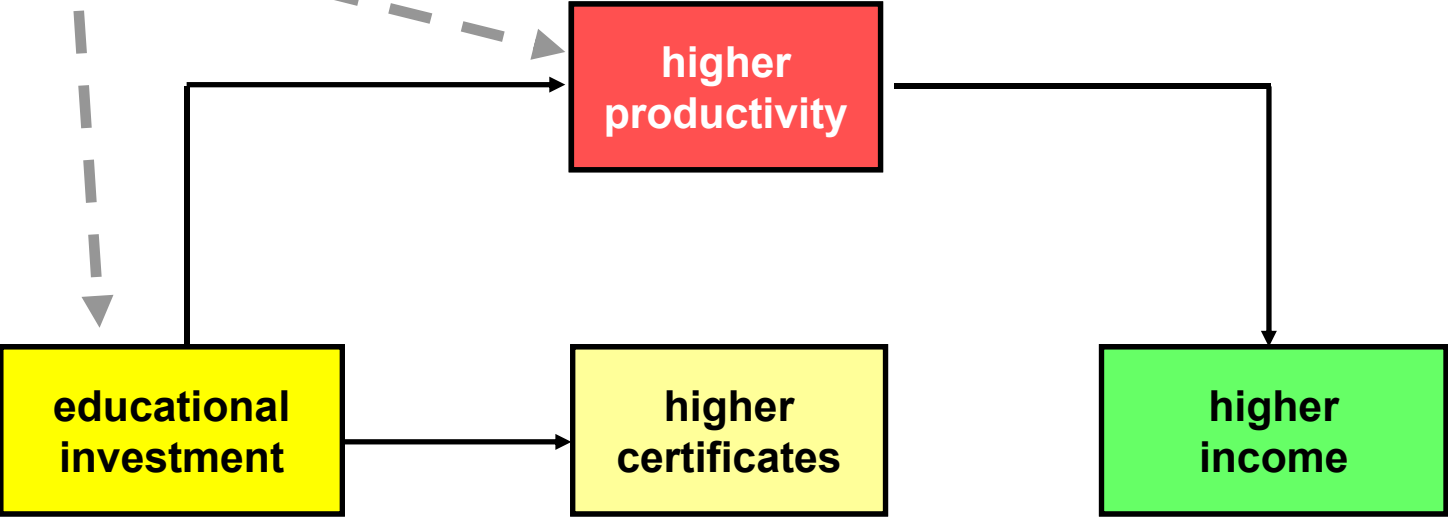 higher
productivity
educational
investment
higher
certificates
higher
income